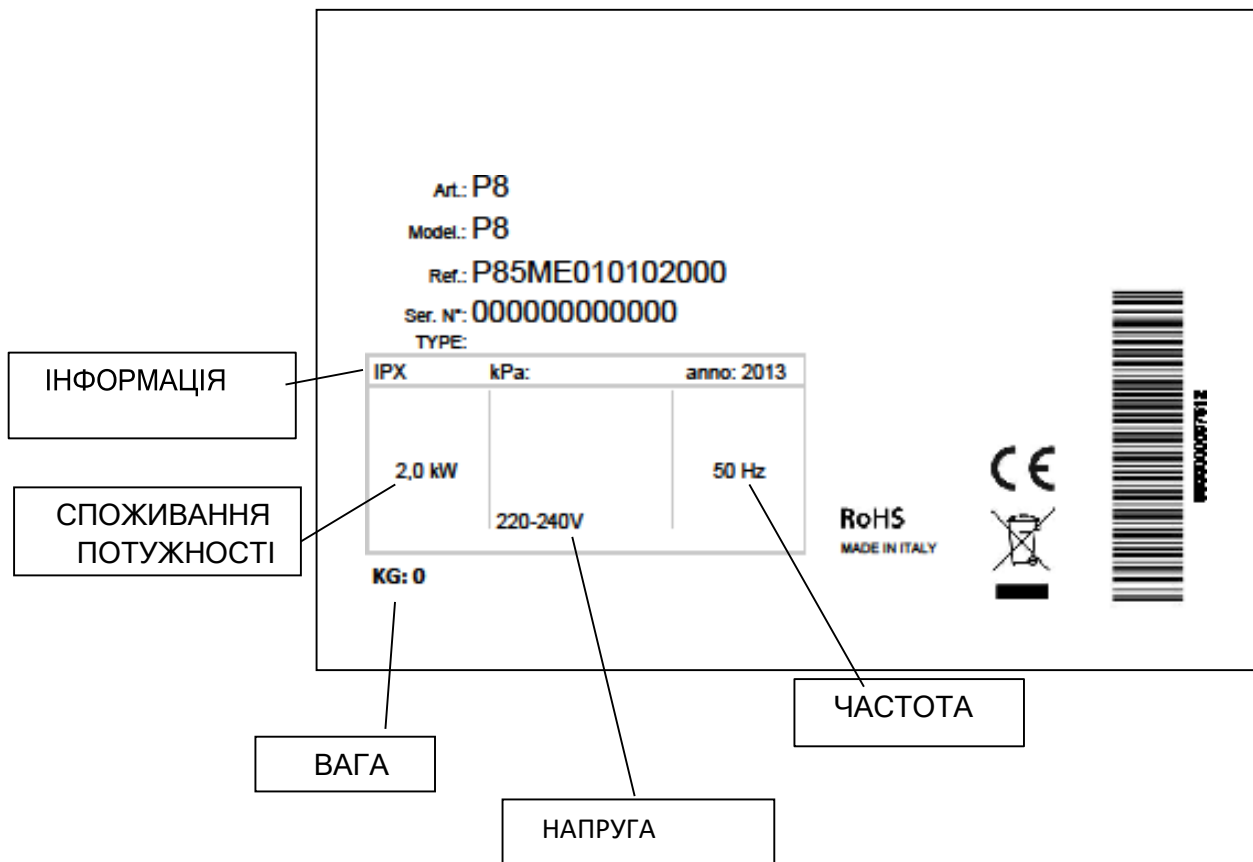 Art.: P8
Model.: P8
Ref.: P85ME010102000
Ser. N°: 000000000000
TYPE:
ІНФОРМАЦІЯ
IPX kPa: anno: 2013
2,0 kW 50 Hz
220-240V
СПОЖИВАННЯ
ПОТУЖНОСТІ
CE
RoHS
MADE IN ITALY
KG: 0
ЧАСТОТА
ВАГА
НАПРУГА